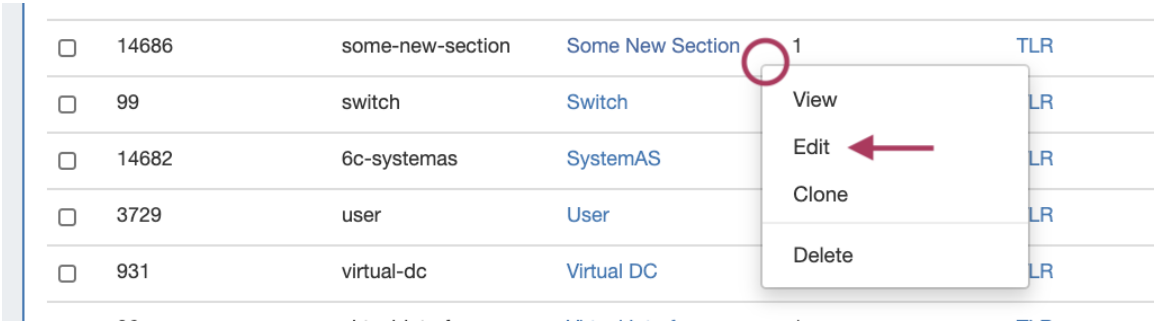 14686 some-new-section Some New Section 1 TLR
View
99 switch Switch LR
Edit
14682 6c-systemas SystemAS LR
Clone
3729 user User LR
Delete
931 virtual-dc Virtual DC LR